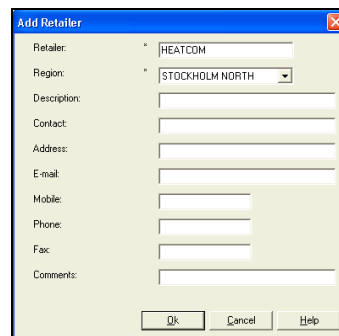 Add Retailer
Retailer: * HEATCOM
Region: * STOCKHOLM NORTH
Description:
Contact:
Address:
E-mail:
Mobile:
Phone:
Fax:
Comments:
Ok Cancel Help